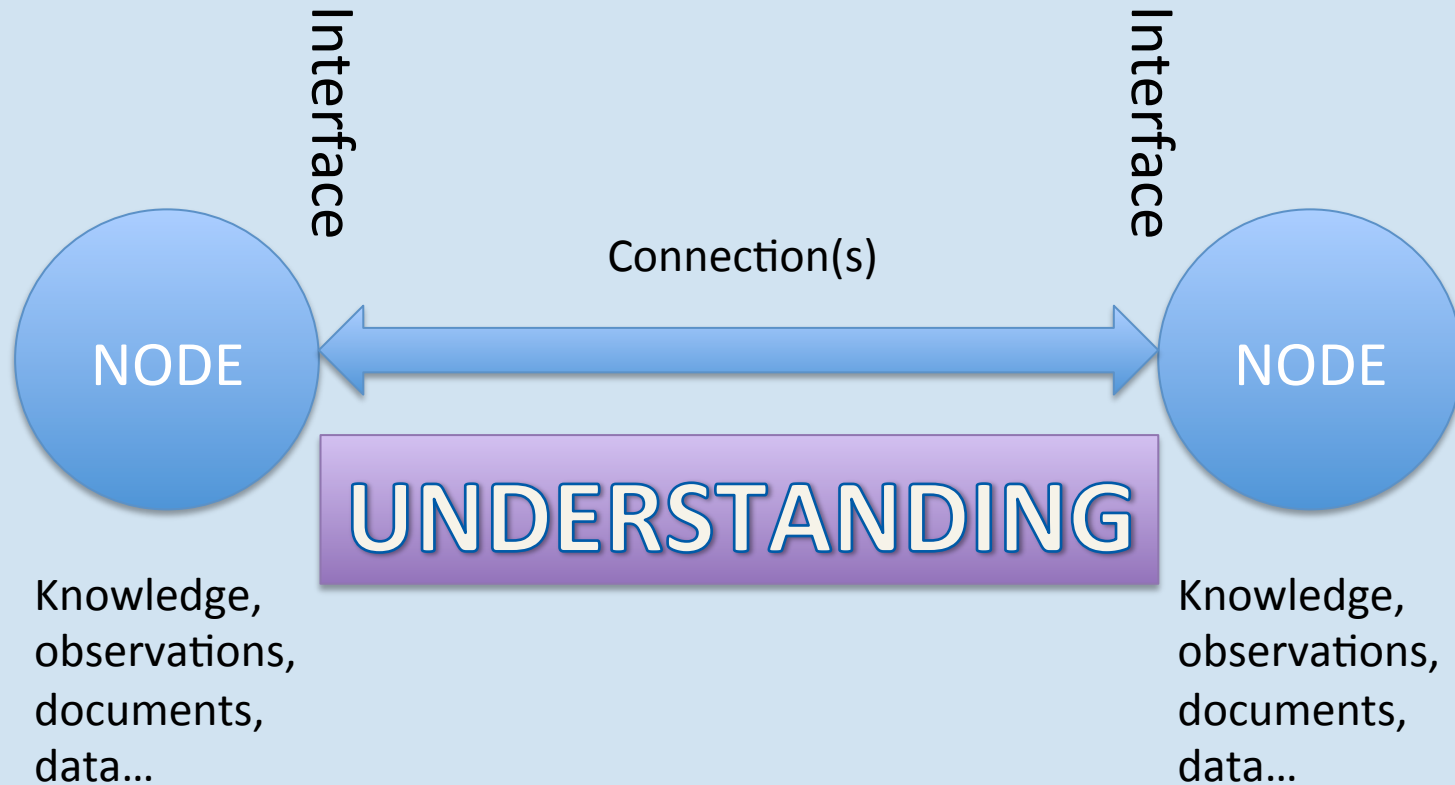 Interface
Interface
Connection(s)
NODE
NODE
UNDERSTANDING
Knowledge,
observations,
documents,
data...
Knowledge,
observations,
documents,
data...